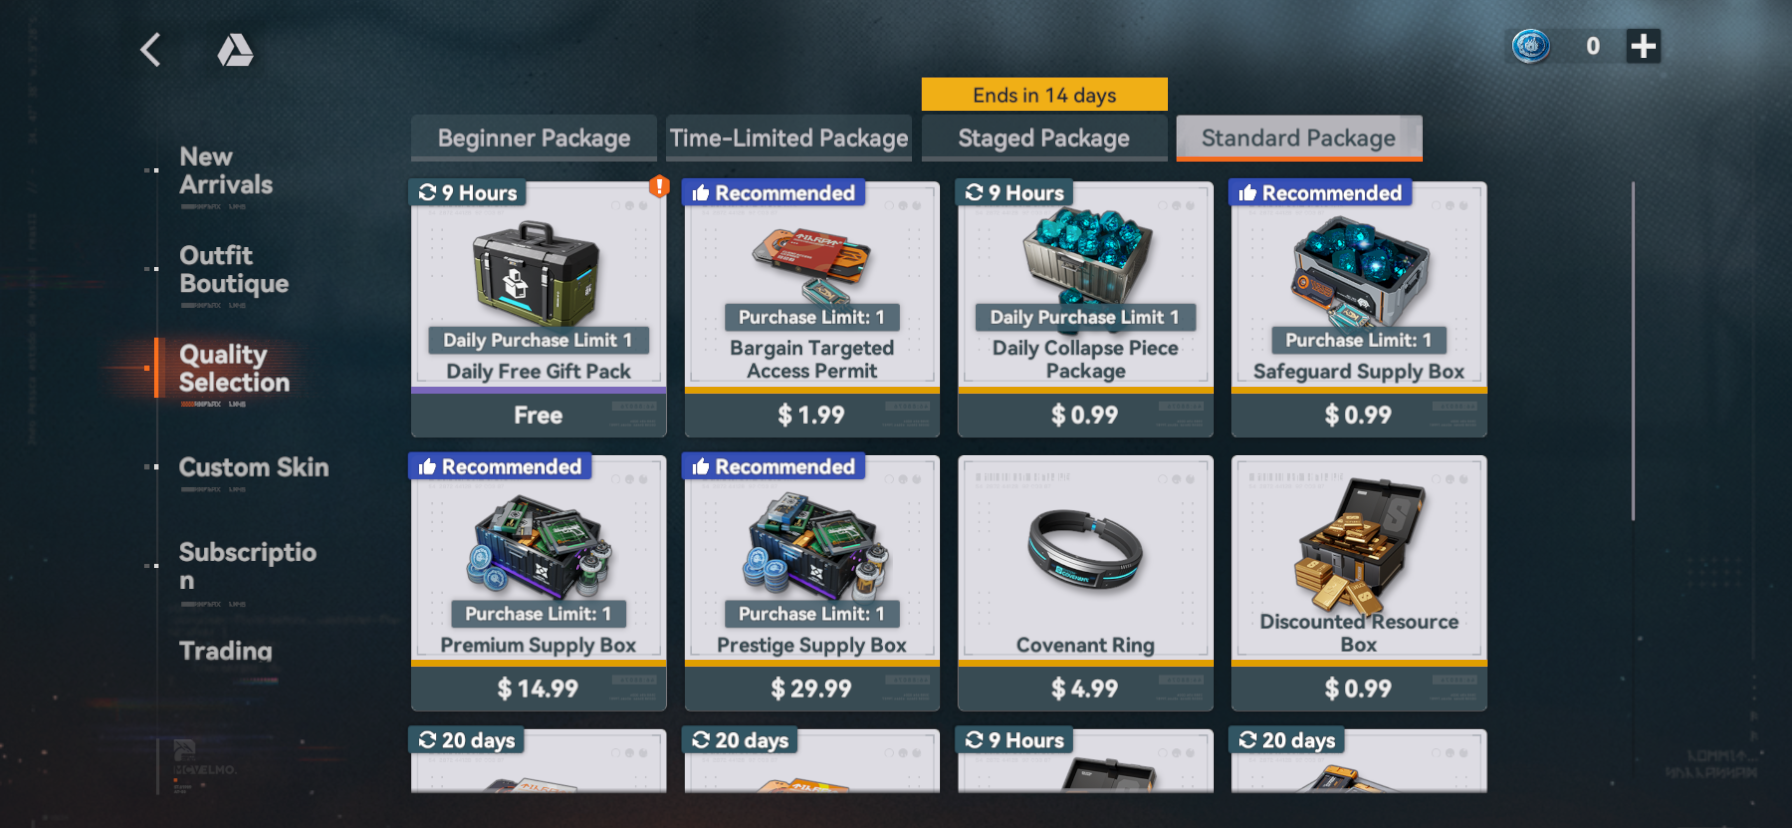 0
Ends in 14 days
Beginner Package
Time-Limited Package
Staged Package
Standard Package
New
Arrivals
Outfit
Boutique
Quality
Selection
Custom Skin
Subscriptio
n
Trading
9 Hours
Daily Purchase Limit 1
Daily Free Gift Pack
Free
Recommended
Purchase Limit: 1
Bargain Targeted
Access Permit
$ 1.99
9 Hours
Daily Purchase Limit 1
Daily Collapse Piece
Package
$ 0.99
Recommended
Purchase Limit: 1
Safeguard Supply Box
$ 0.99
Recommended
Purchase Limit: 1
Premium Supply Box
$ 14.99
Recommended
Purchase Limit: 1
Prestige Supply Box
$ 29.99
COVENANT
Covenant Ring
$ 4.99
Discounted Resource
Box
$ 0.99
20 days
20 days
9 Hours
20 days